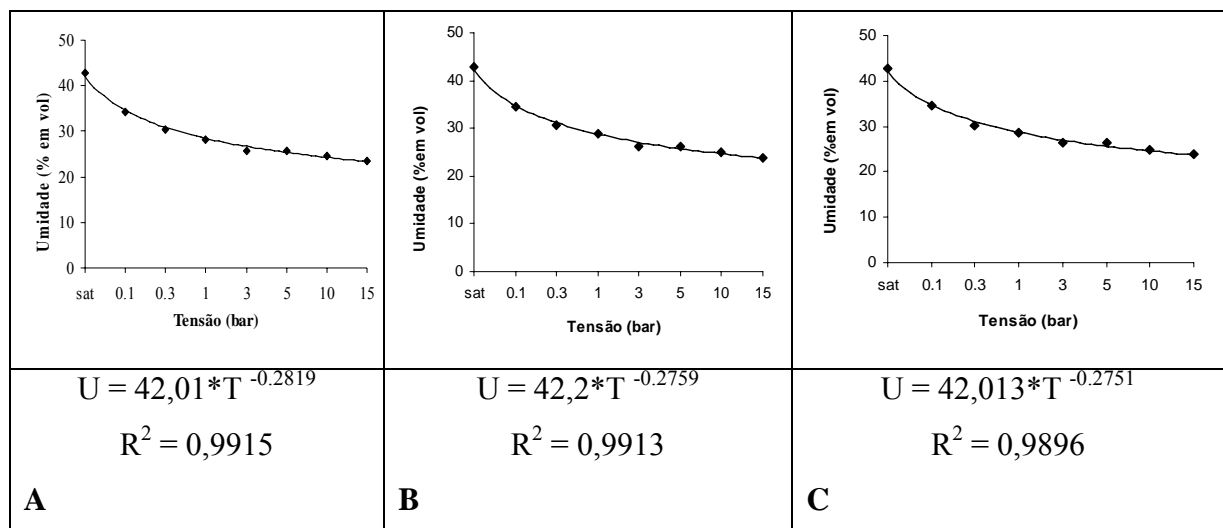 50
40
30
20
10
0
Umidade (% em vol)
sat 0.1 0.3 1 3 5 10 15
Tensão (bar)
50
40
30
20
10
0
Umidade (%em vol)
sat 0.1 0.3 1 3 5 10 15
Tensão (bar)
50
40
30
20
10
0
Umidade (%em vol)
sat 0.1 0.3 1 3 5 10 15
Tensão (bar)
U = 42,01*T -0.2819
R2 = 0,9915
A
U = 42,2*T -0.2759
R2 = 0,9913
B
U = 42,013*T -0.2751
R2 = 0,9896
C